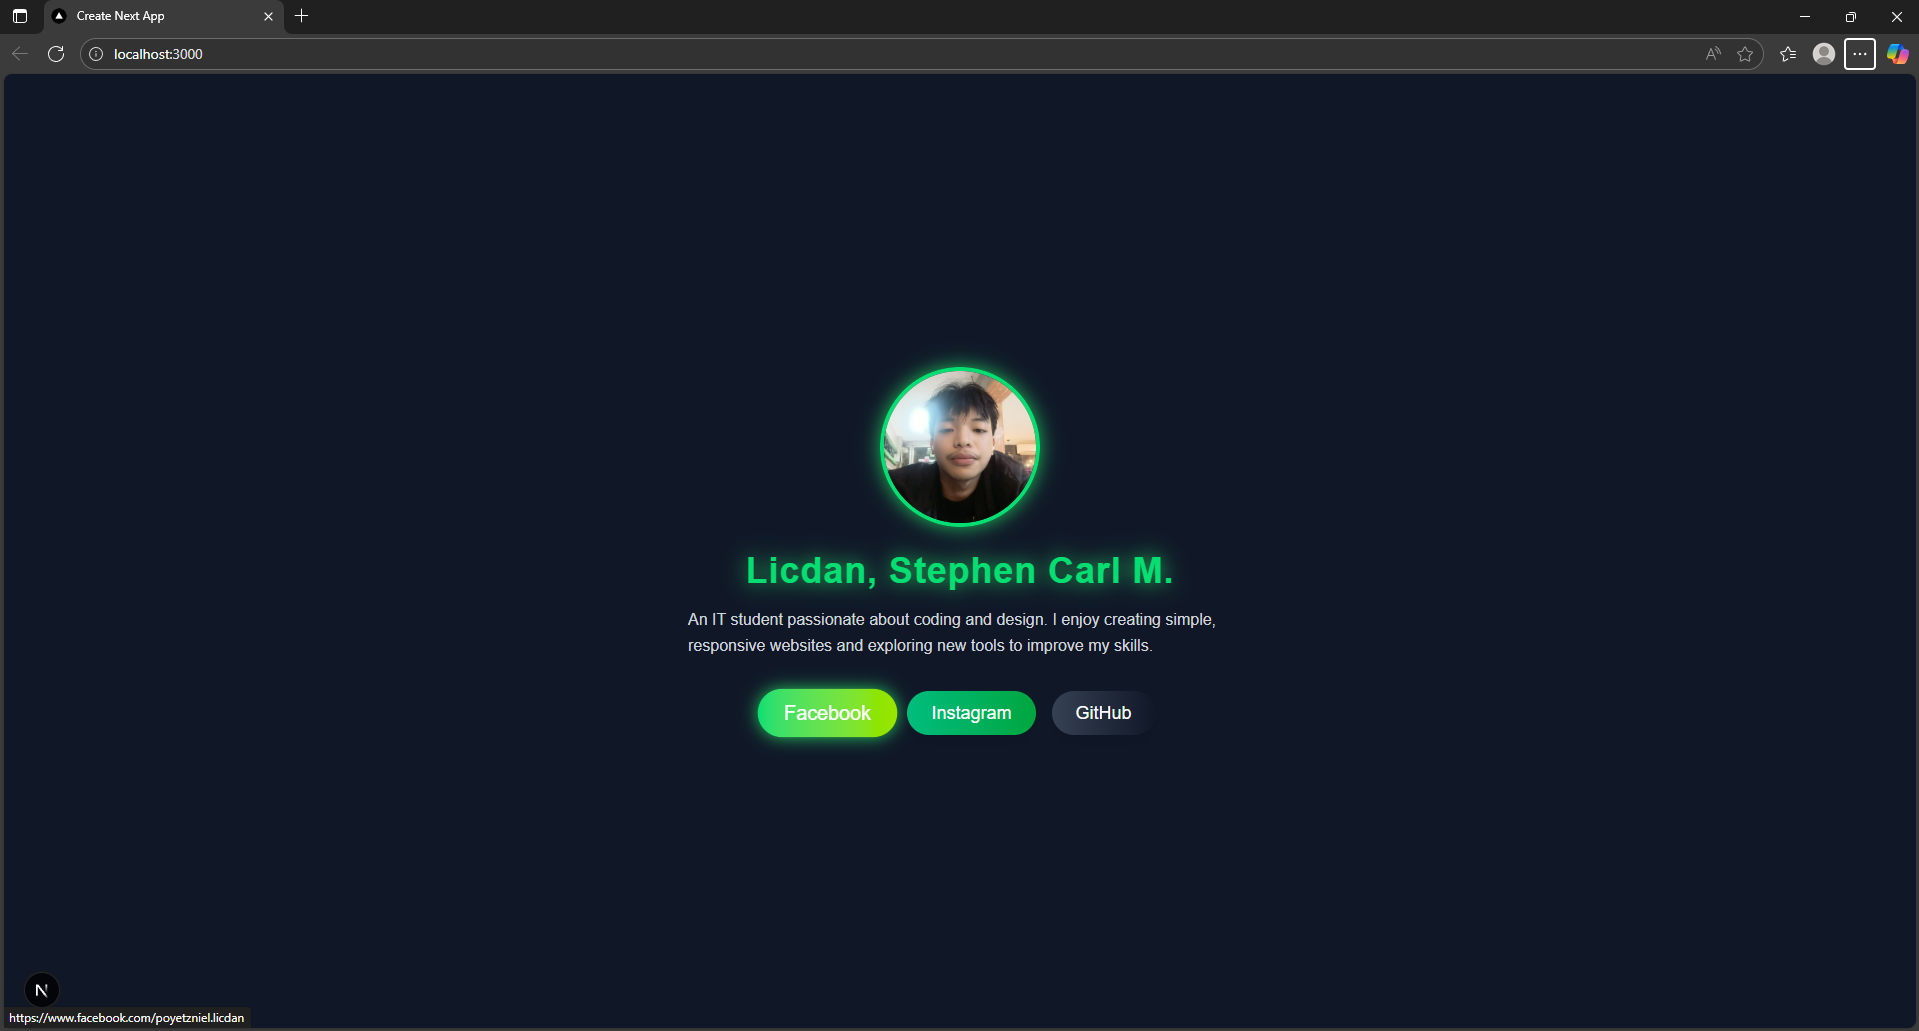 Create Next App
localhost:3000
Licdan, Stephen Carl M.
An IT student passionate about coding and design. I enjoy creating simple,
responsive websites and exploring new tools to improve my skills.
Facebook Instagram GitHub
N
https://www.facebook.com/poyetzniel.licdan